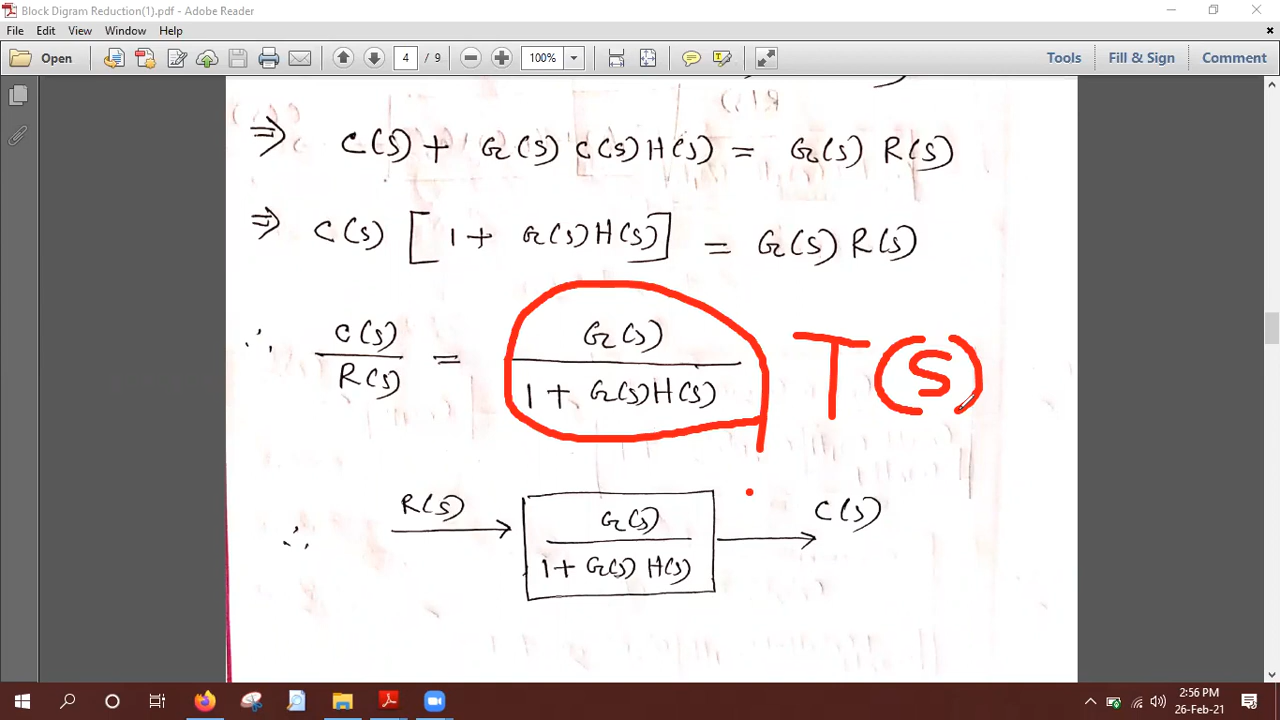 Block Digram Reduction(1).pdf - Adobe Reader
File Edit View Window Help
Open 4 / 9 100% Tools Fill & Sign Comment
⇒ C(s) + G(s) C(s) H(s) = G(s) R(s)
⇒ C(s) [ 1 + G(s) H(s) ] = G(s) R(s)
∴ C(s) / R(s) = G(s) / 1 + G(s) H(s) T(s)
∴ R(s) → G(s) / 1 + G(s) H(s) → C(s)
2:56 PM
26-Feb-21